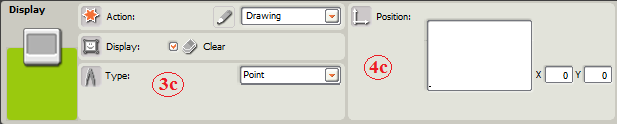 Display
Action: Drawing
Display: Clear
Type: Point
3c
Position:
4c
X 0 Y 0